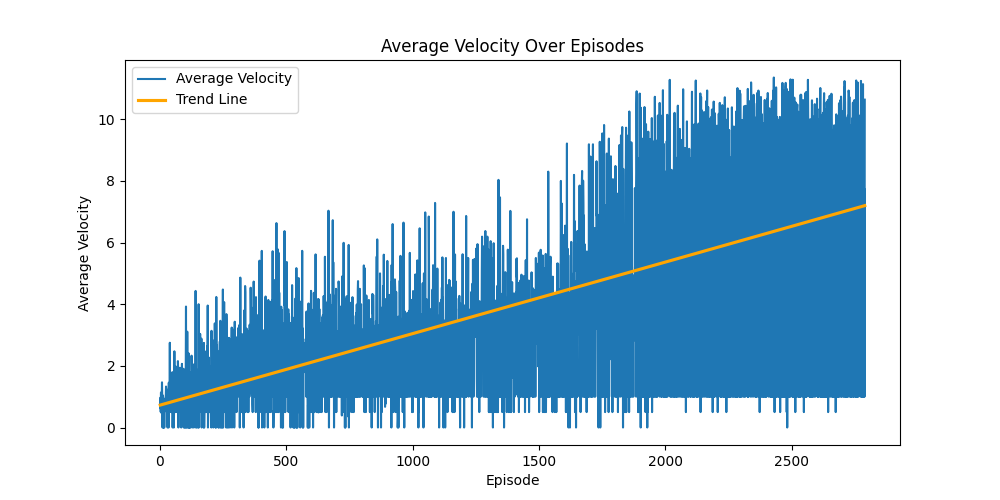 Average Velocity Over Episodes
Average Velocity
Trend Line
10
8
6
4
2
0
Average Velocity
0 500 1000 1500 2000 2500
Episode